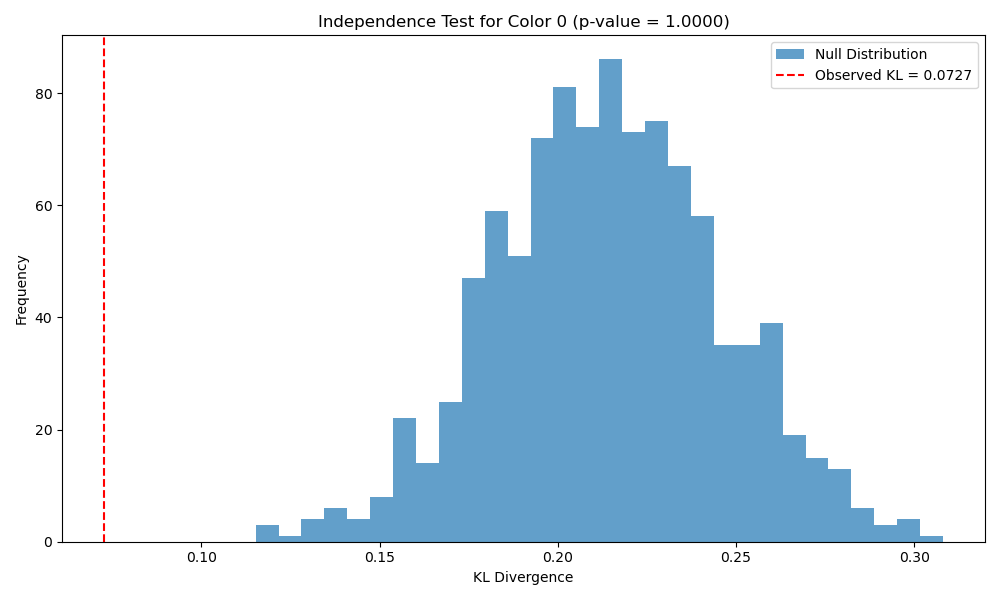 Independence Test for Color 0 (p-value = 1.0000)
Null Distribution
Observed KL = 0.0727
80
60
40
20
0
Frequency
0.10 0.15 0.20 0.25 0.30
KL Divergence